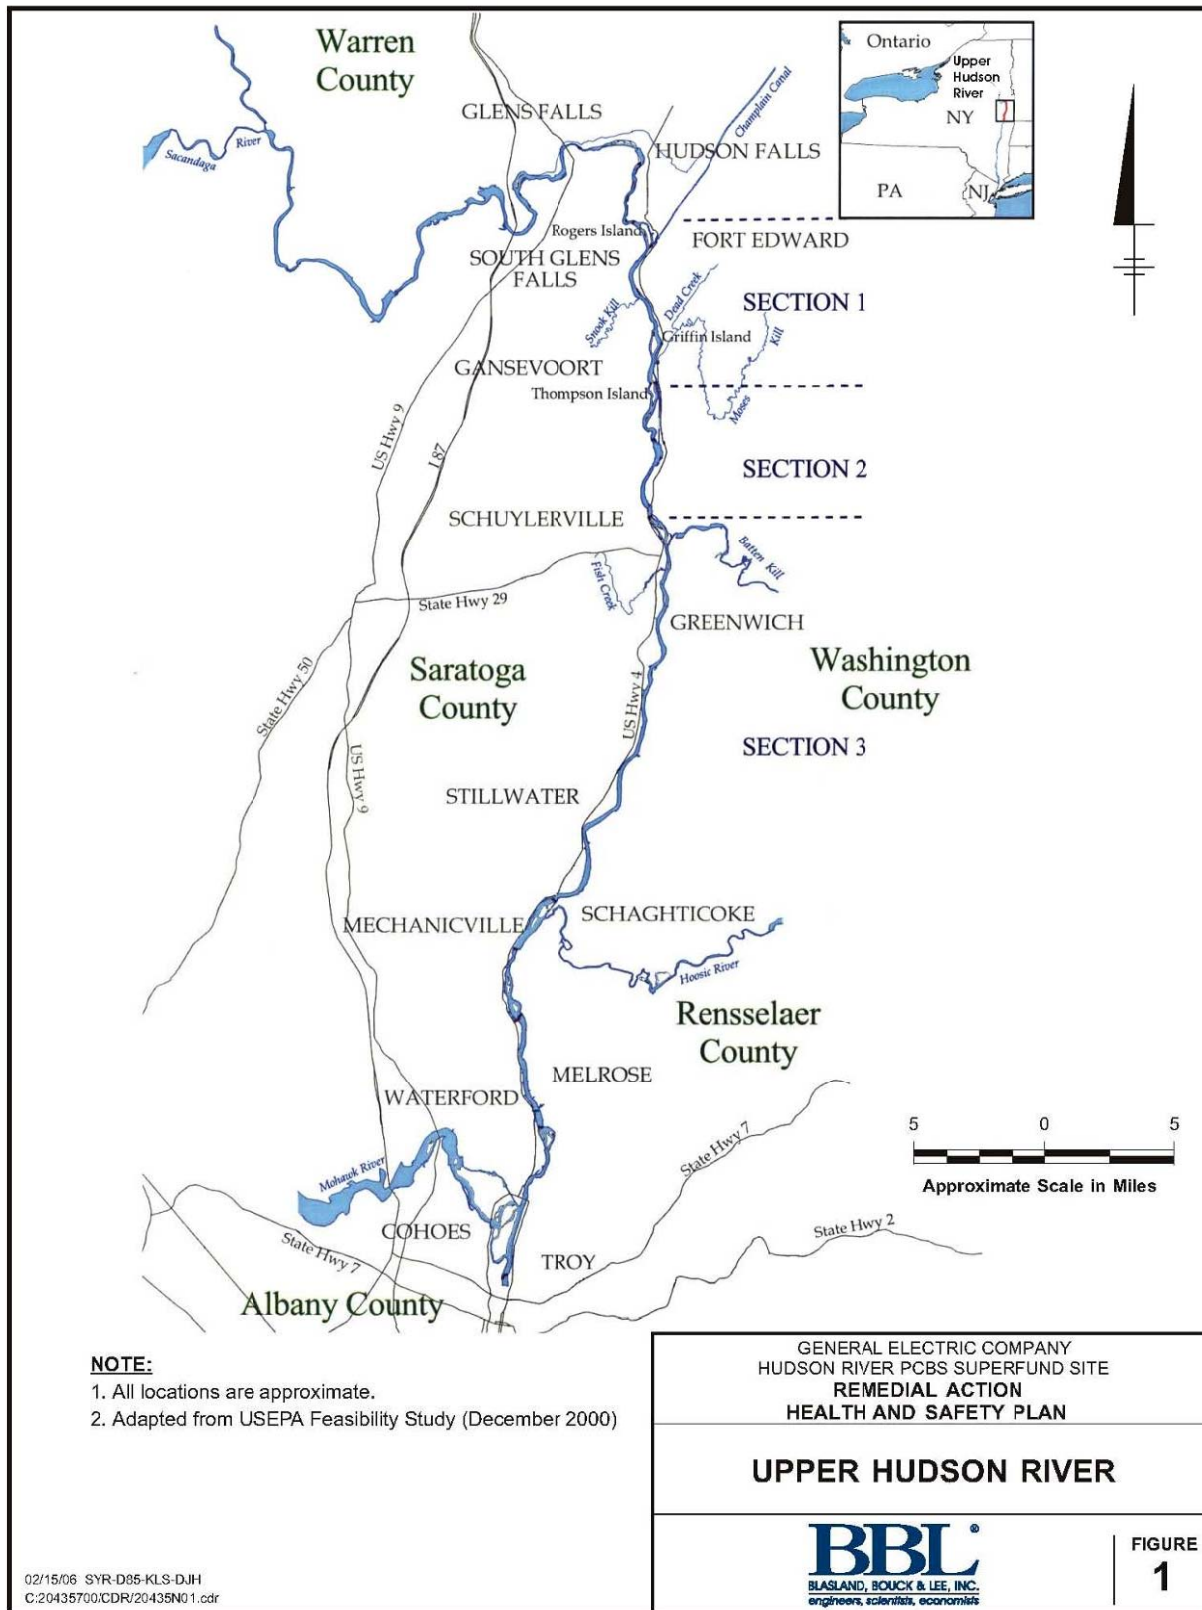 Warren
County
GLENS FALLS
Sacandaga
River
Champlain Canal
HUDSON FALLS
Ontario
Upper
Hudson
River
NY
PA
NJ
Rogers Island
FORT EDWARD
SOUTH GLENS
FALLS
Dead Creek
SECTION 1
Snook Kill
Griffin Island
Kill
GANSEVOORT
Thompson Island
Moses
US Hwy 9
I 87
SECTION 2
SCHUYLERVILLE
Batten Kill
Fish Creek
State Hwy 29
GREENWICH
Saratoga
County
Washington
County
State Hwy 50
US Hwy 4
SECTION 3
US Hwy 9
STILLWATER
SCHAGHTICOKE
MECHANICVILLE
Hoosic River
Rensselaer
County
MELROSE
WATERFORD
5 0 5
Approximate Scale in Miles
State Hwy 7
Mohawk River
State Hwy 2
COHOES
State Hwy 7
TROY
Albany County
NOTE:
1. All locations are approximate.
2. Adapted from USEPA Feasibility Study (December 2000)
GENERAL ELECTRIC COMPANY
HUDSON RIVER PCBS SUPERFUND SITE
REMEDIAL ACTION
HEALTH AND SAFETY PLAN
UPPER HUDSON RIVER
BBL®
BLASLAND, BOUCK & LEE, INC.
engineers, scientists, economists
FIGURE
1
02/15/06 SYR-D85-KLS-DJH
C:20435700/CDR/20435N01.cdr